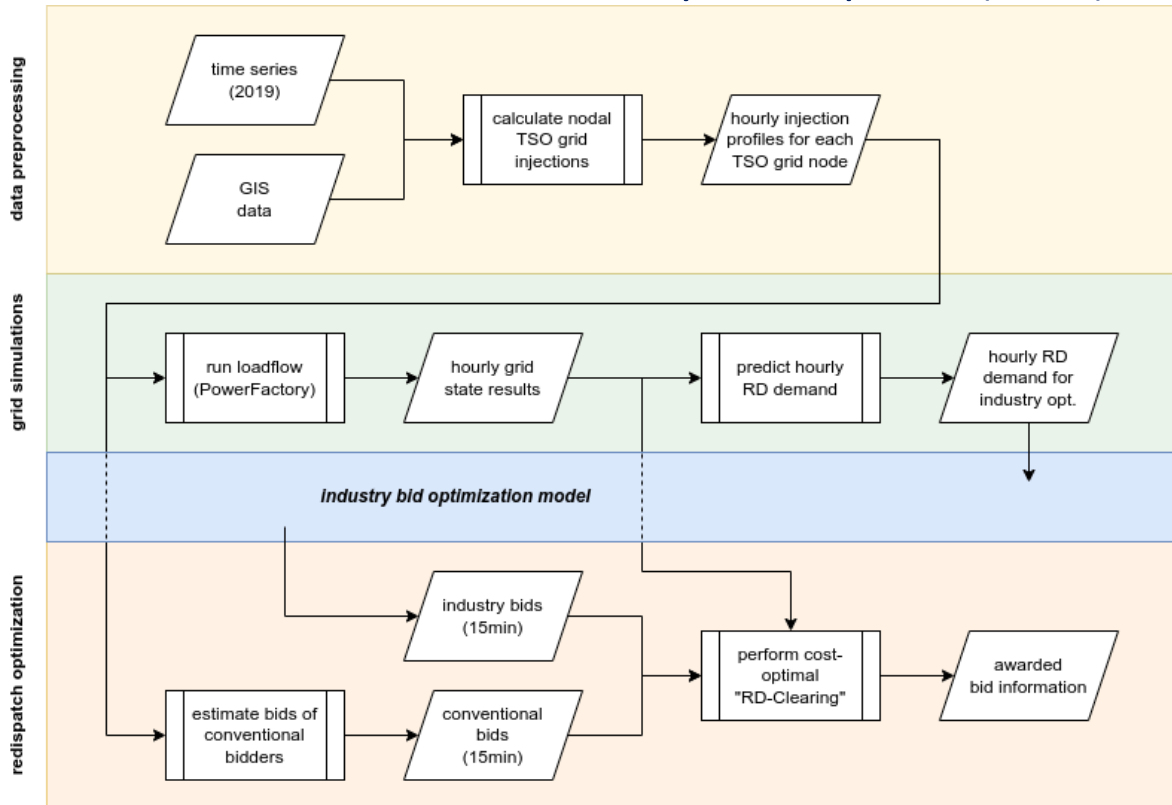 data preprocessing
time series
(2019)
GIS
data
calculate nodal
TSO grid
injections
hourly injection
profiles for each
TSO grid node
grid simulations
run loadflow
(PowerFactory)
hourly grid
state results
predict hourly
RD demand
hourly RD
demand for
industry opt.
industry bid optimization model
redispatch optimization
industry bids
(15min)
estimate bids of
conventional
bidders
conventional
bids
(15min)
perform cost-
optimal
"RD-Clearing"
awarded
bid information